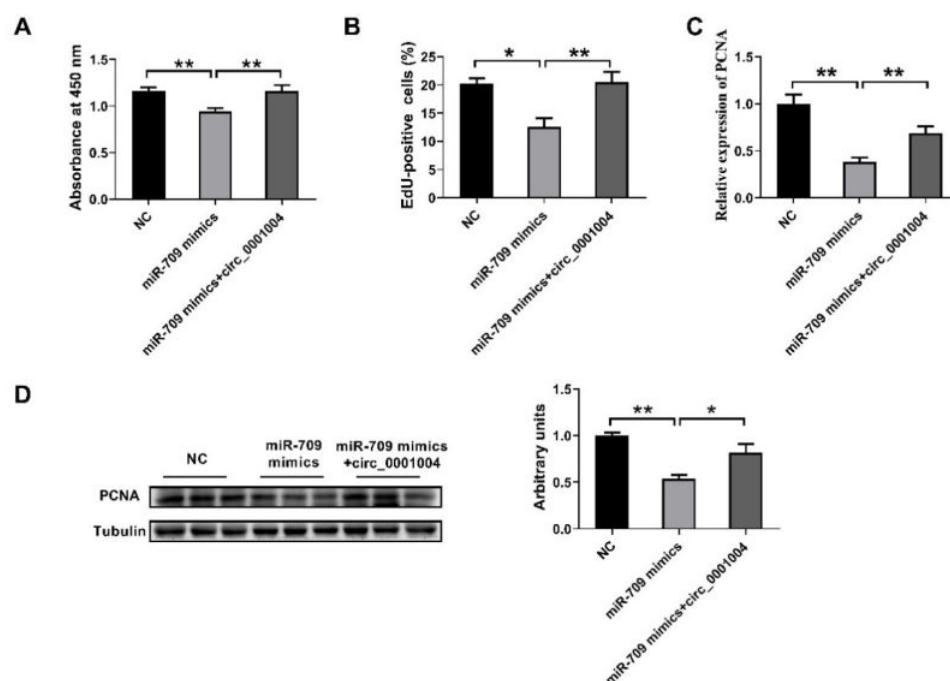 A
Absorbance at 450 nm
1.5
1.0
0.5
0.0
**
**
NC
miR-709 mimics
miR-709 mimics+circ_0001004
B
EdU-positive cells (%)
25
20
15
10
5
0
*
**
NC
miR-709 mimics
miR-709 mimics+circ_0001004
C
Relative expression of PCNA
1.5
1.0
0.5
0.0
**
**
NC
miR-709 mimics
miR-709 mimics+circ_0001004
D
NC
miR-709
mimics
miR-709 mimics
+circ_0001004
PCNA
Tubulin
Arbitrary units
1.5
1.0
0.5
0.0
**
*
NC
miR-709 mimics
miR-709 mimics+circ_0001004